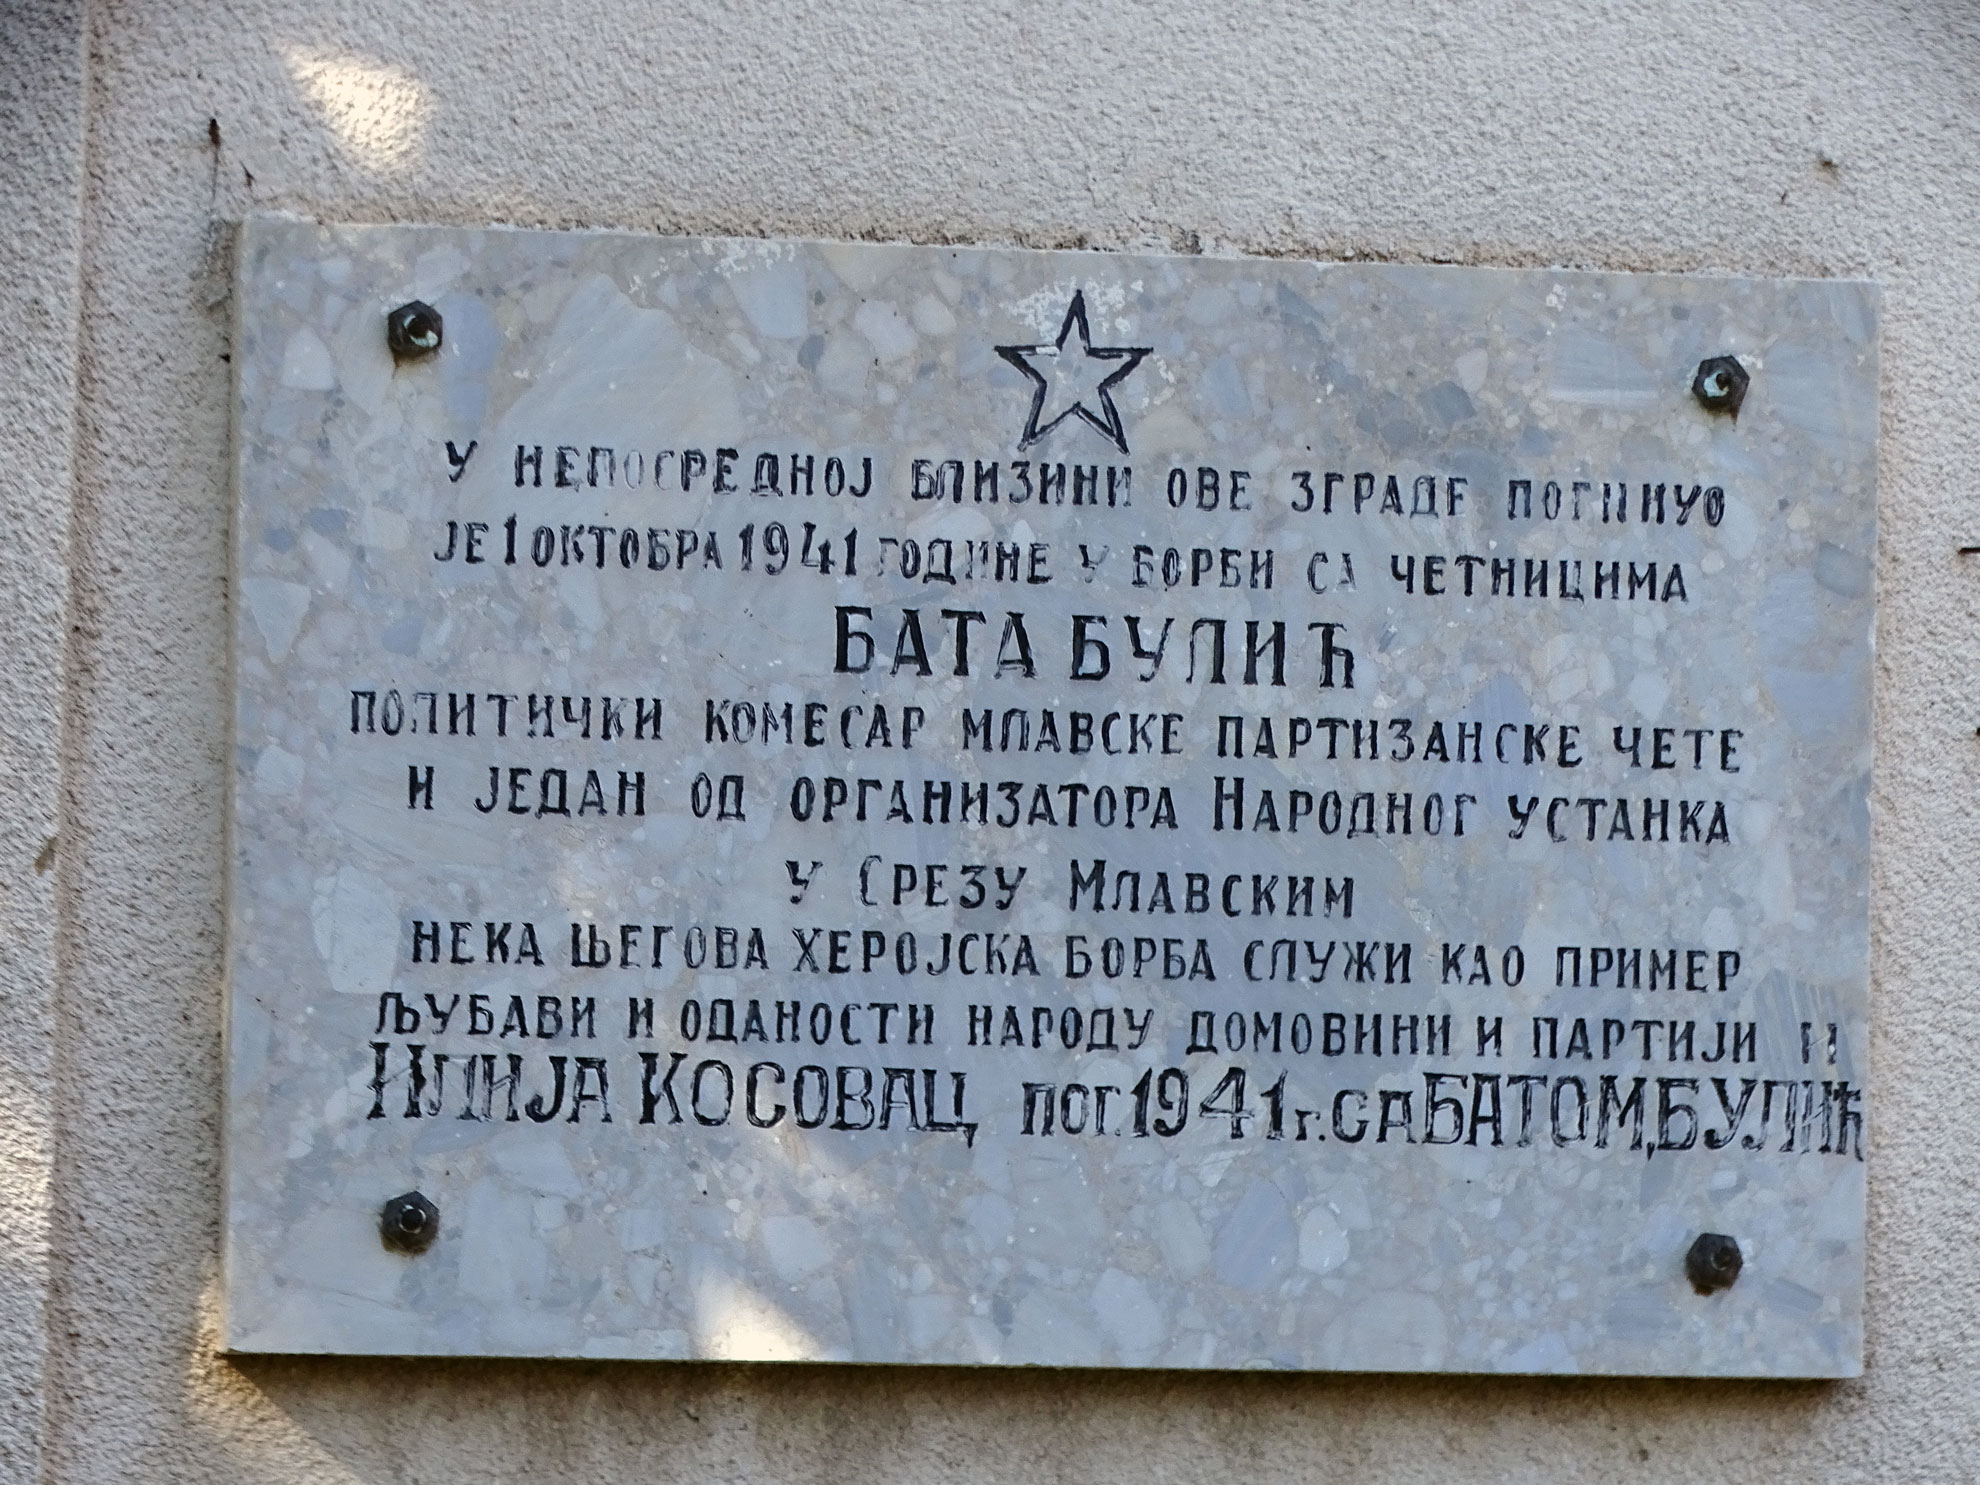 У НЕПОСРЕДНОЈ БЛИЗИНИ ОВЕ ЗГРАДЕ ПОГИНУО
ЈЕ 1 ОКТОБРА 1941 ГОДИНЕ У БОРБИ СА ЧЕТНИЦИМА
БАТА БУЛИЋ
ПОЛИТИЧКИ КОМЕСАР МЛАВСКЕ ПАРТИЗАНСКЕ ЧЕТЕ
И ЈЕДАН ОД ОРГАНИЗАТОРА НАРОДНОГ УСТАНКА
У СРЕЗУ МЛАВСКИМ
НЕКА ЊЕГОВА ХЕРОЈСКА БОРБА СЛУЖИ КАО ПРИМЕР
ЉУБАВИ И ОДАНОСТИ НАРОДУ ДОМОВИНИ И ПАРТИЈИ И
ИЛИЈА КОСОВАЦ ПОГ. 1941 г. СА БАТОМ, БУЛИЋ